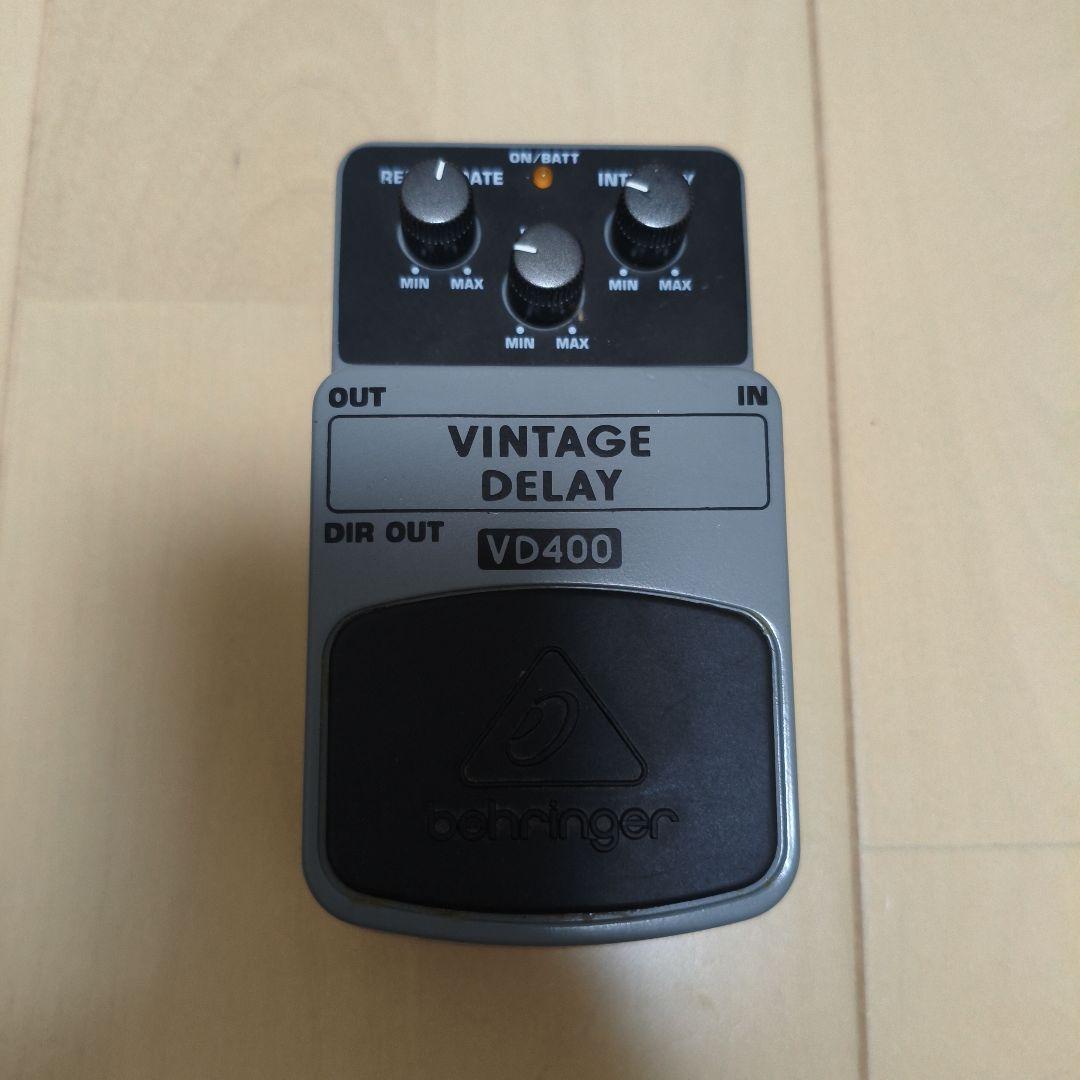 ON/BATT
MIN MAX
MIN MAX
MIN MAX
OUT
IN
VINTAGE
DELAY
DIR OUT
VD400
behringer